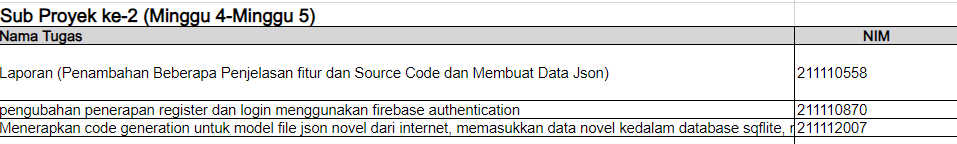 Sub Proyek ke-2 (Minggu 4-Minggu 5)
Nama Tugas NIM
Laporan (Penambahan Beberapa Penjelasan fitur dan Source Code dan Membuat Data Json) 211110558
pengubahan penerapan register dan login menggunakan firebase authentication 211110870
Menerapkan code generation untuk model file json novel dari internet, memasukkan data novel kedalam database sqflite, 211112007